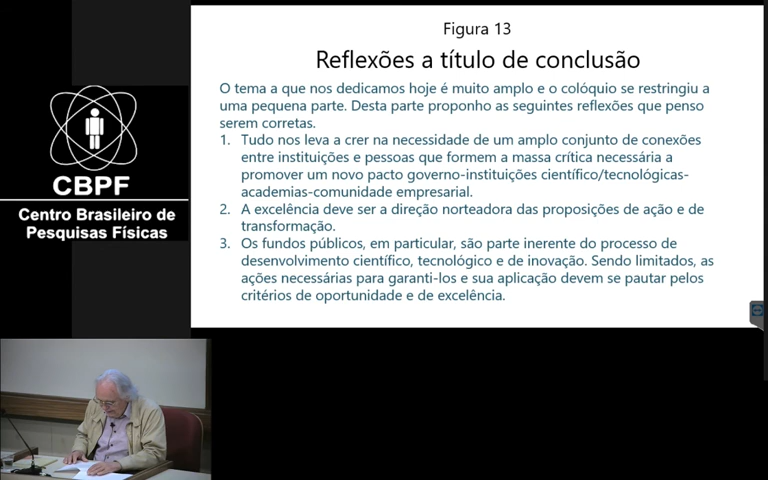 Figura 13
Reflexões a título de conclusão
O tema a que nos dedicamos hoje é muito amplo e o colóquio se restringiu a
uma pequena parte. Desta parte proponho as seguintes reflexões que penso
serem corretas.
1. Tudo nos leva a crer na necessidade de um amplo conjunto de conexões
entre instituições e pessoas que formem a massa crítica necessária a
promover um novo pacto governo-instituições científico/tecnológicas-
academias-comunidade empresarial.
2. A excelência deve ser a direção norteadora das proposições de ação e de
transformação.
3. Os fundos públicos, em particular, são parte inerente do processo de
desenvolvimento científico, tecnológico e de inovação. Sendo limitados, as
ações necessárias para garanti-los e sua aplicação devem se pautar pelos
critérios de oportunidade e de excelência.
CBPF
Centro Brasileiro de
Pesquisas Físicas